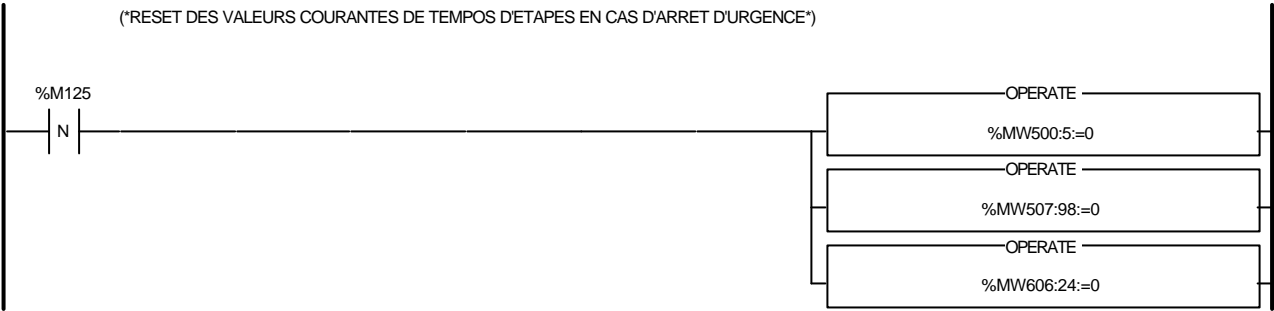 (*RESET DES VALEURS COURANTES DE TEMPOS D'ETAPES EN CAS D'ARRET D'URGENCE*)
%M125
N
OPERATE
%MW500:5:=0
OPERATE
%MW507:98:=0
OPERATE
%MW606:24:=0